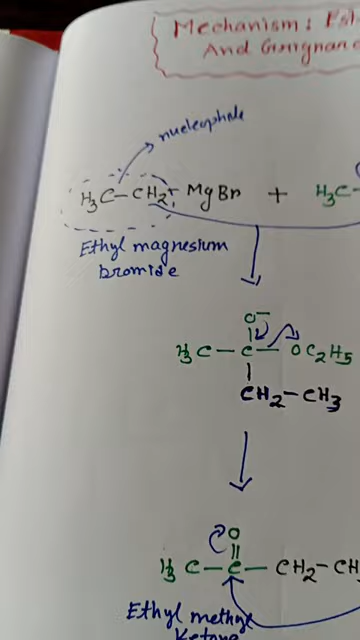 Mechanism: Est
And Grignard
nucleophile
H₃C-CH₂ MgBr + H₃C-
Ethyl magnesium
bromide
O⁻
H₃C-C-OC₂H₅
CH₂-CH₃
O
H₃C-C-CH₂-CH
Ethyl methyl
Ketone